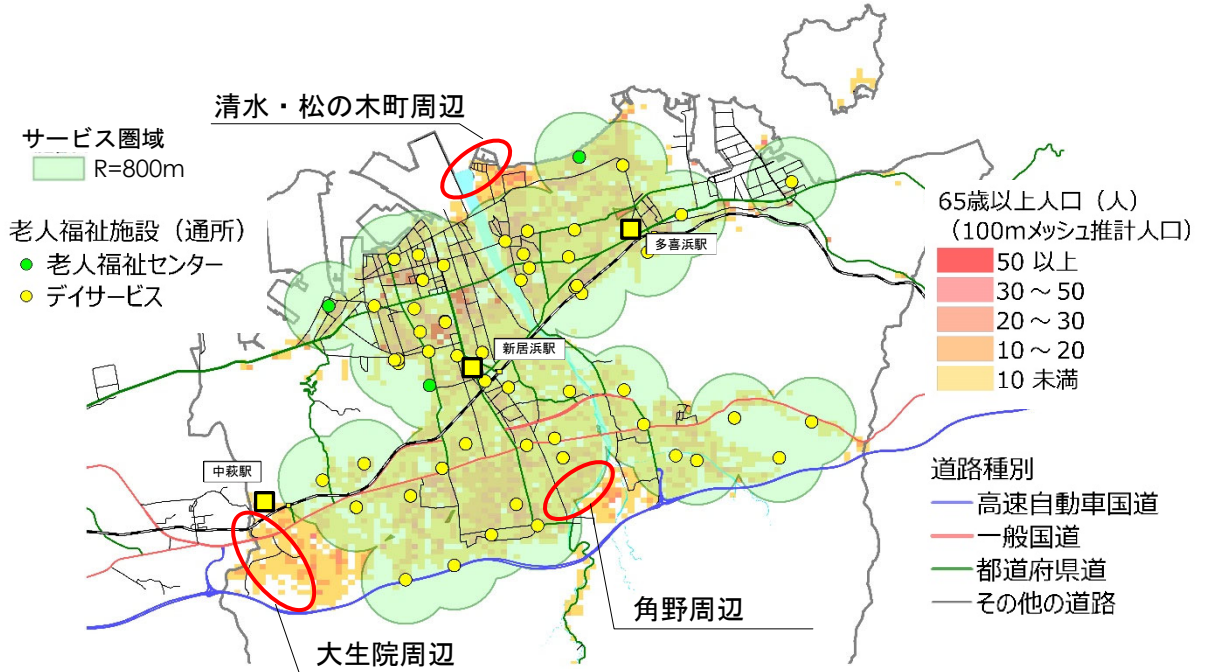 清水・松の木町周辺
サービス圏域
R=800m
老人福祉施設（通所）
老人福祉センター
デイサービス
多喜浜駅
新居浜駅
中萩駅
65歳以上人口（人）
（100mメッシュ推計人口）
50 以上
30～50
20～30
10～20
10 未満
道路種別
高速自動車国道
一般国道
都道府県道
その他の道路
角野周辺
大生院周辺